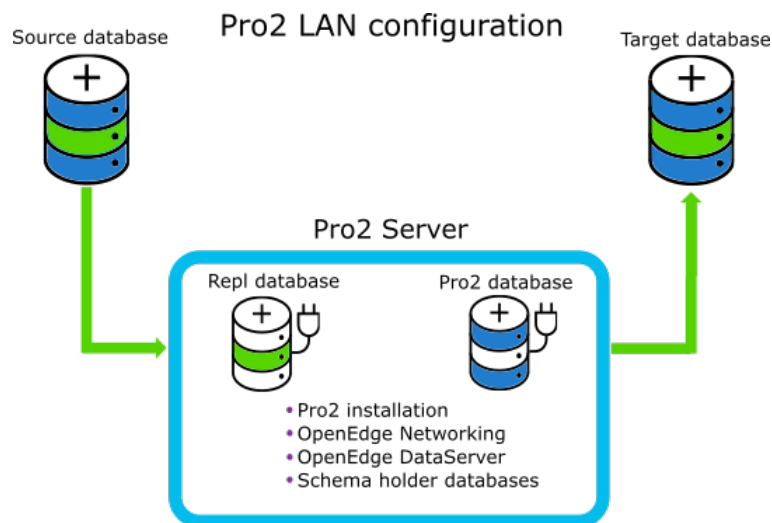 Pro2 LAN configuration
Source database
Target database
Pro2 Server
Repl database
Pro2 database
• Pro2 installation
• OpenEdge Networking
• OpenEdge DataServer
• Schema holder databases